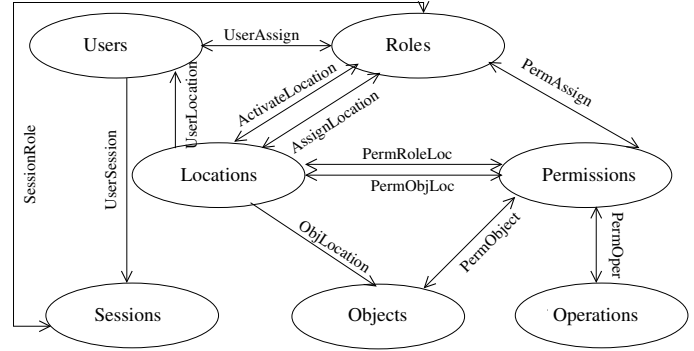 Users
UserAssign
Roles
PermAssign
UserLocation
ActivateLocation
AssignLocation
SessionRole
UserSession
Locations
PermRoleLoc
PermObjLoc
Permissions
ObjLocation
PermObject
PermOper
Sessions
Objects
Operations